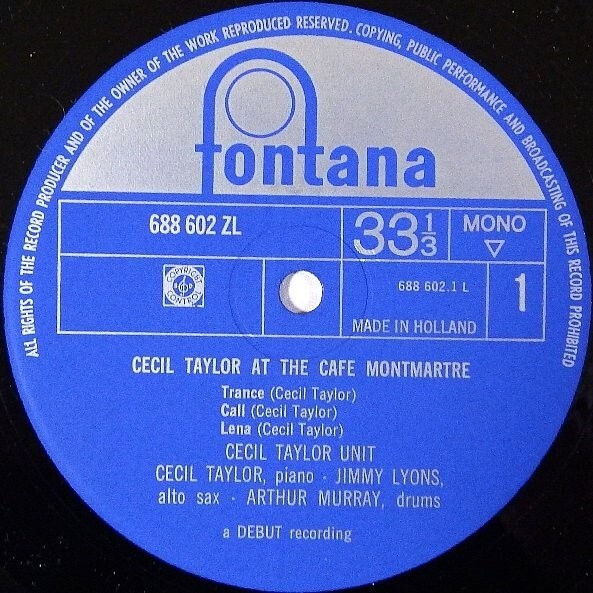 ALL RIGHTS OF THE RECORD PRODUCER AND OF THE OWNER OF THE WORK REPRODUCED RESERVED. COPYING, PUBLIC PERFORMANCE AND BROADCASTING OF THIS RECORD PROHIBITED
fontana
688 602 ZL
33 1/3
MONO
COPYRIGHT
CONTROL
688 602.1 L
1
MADE IN HOLLAND
CECIL TAYLOR AT THE CAFE MONTMARTRE
Trance (Cecil Taylor)
Call (Cecil Taylor)
Lena (Cecil Taylor)
CECIL TAYLOR UNIT
CECIL TAYLOR, piano - JIMMY LYONS,
alto sax - ARTHUR MURRAY, drums
a DEBUT recording